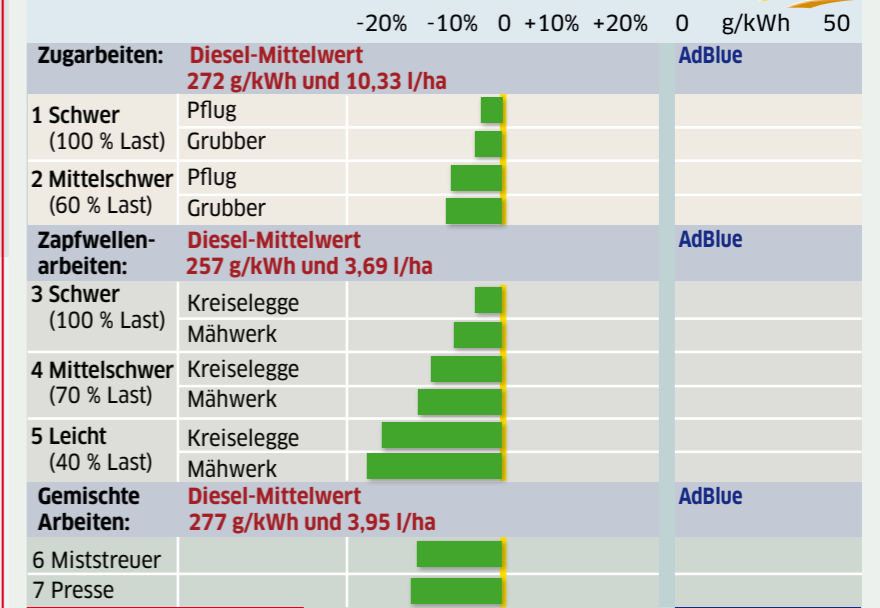 -20% -10% 0 +10% +20% 0 g/kWh 50
Zugarbeiten: Diesel-Mittelwert AdBlue
272 g/kWh und 10,33 l/ha
1 Schwer Pflug
(100 % Last) Grubber
2 Mittelschwer Pflug
(60 % Last) Grubber
Zapfwellen- Diesel-Mittelwert AdBlue
arbeiten: 257 g/kWh und 3,69 l/ha
3 Schwer Kreiselegge
(100 % Last) Mähwerk
4 Mittelschwer Kreiselegge
(70 % Last) Mähwerk
5 Leicht Kreiselegge
(40 % Last) Mähwerk
Gemischte Diesel-Mittelwert AdBlue
Arbeiten: 277 g/kWh und 3,95 l/ha
6 Miststreuer
7 Presse